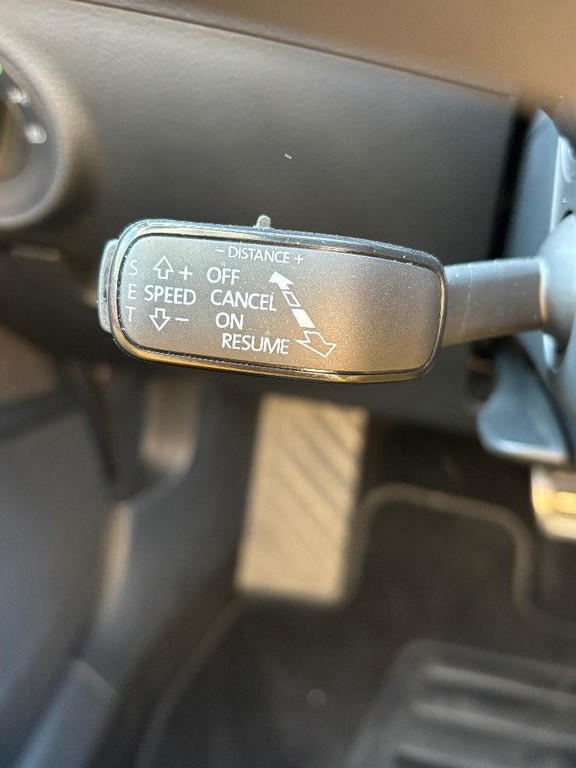 - DISTANCE +
S + OFF
E SPEED CANCEL
T - ON
RESUME